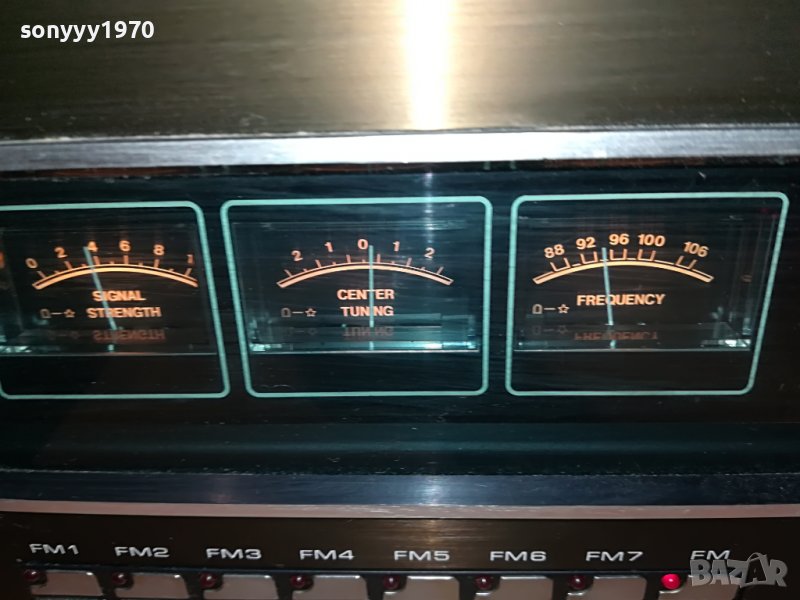 sonyyy1970
0 2 4 6 8 1
SIGNAL
STRENGTH
2 1 0 1 2
CENTER
TUNING
88 92 96 100 106
FREQUENCY
FM1 FM2 FM3 FM4 FM5 FM6 FM7 FM
BAZAR